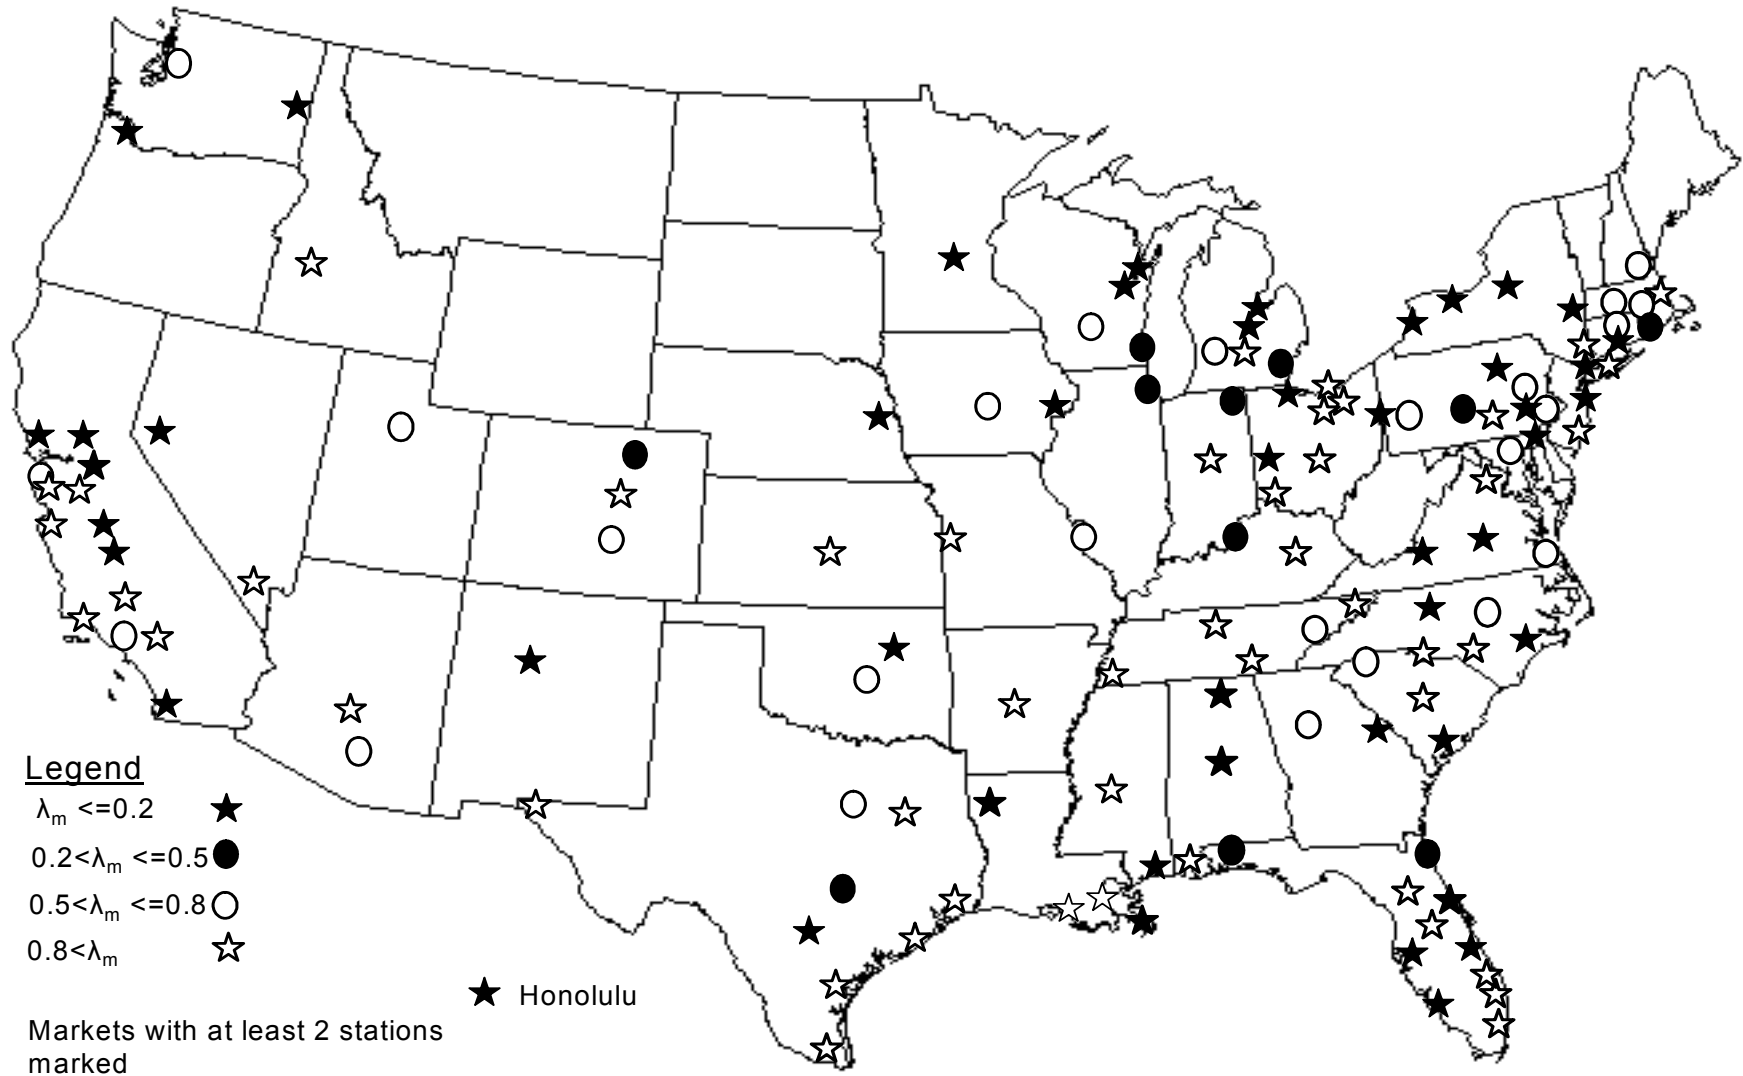 Legend
λm <=0.2
0.2<λm <=0.5
0.5<λm <=0.8
0.8<λm
Honolulu
Markets with at least 2 stations
marked